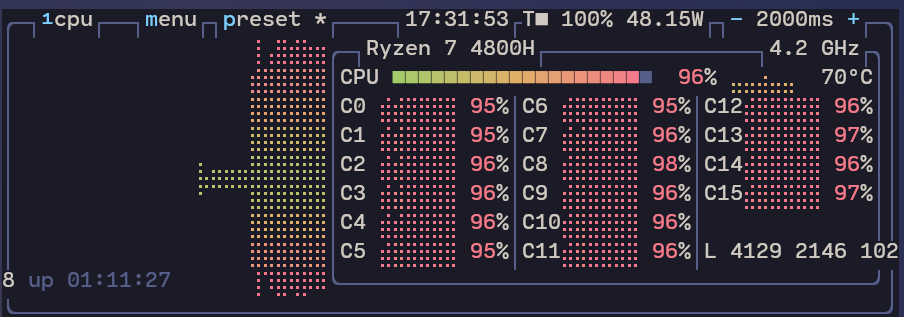 1cpu menu preset * 17:31:53 T■ 100% 48.15W - 2000ms +
Ryzen 7 4800H 4.2 GHz
CPU 96% 70°C
C0 95% C6 95% C12 96%
C1 95% C7 96% C13 97%
C2 96% C8 98% C14 96%
C3 96% C9 96% C15 97%
C4 96% C10 96%
C5 95% C11 96% L 4129 2146 102
8 up 01:11:27